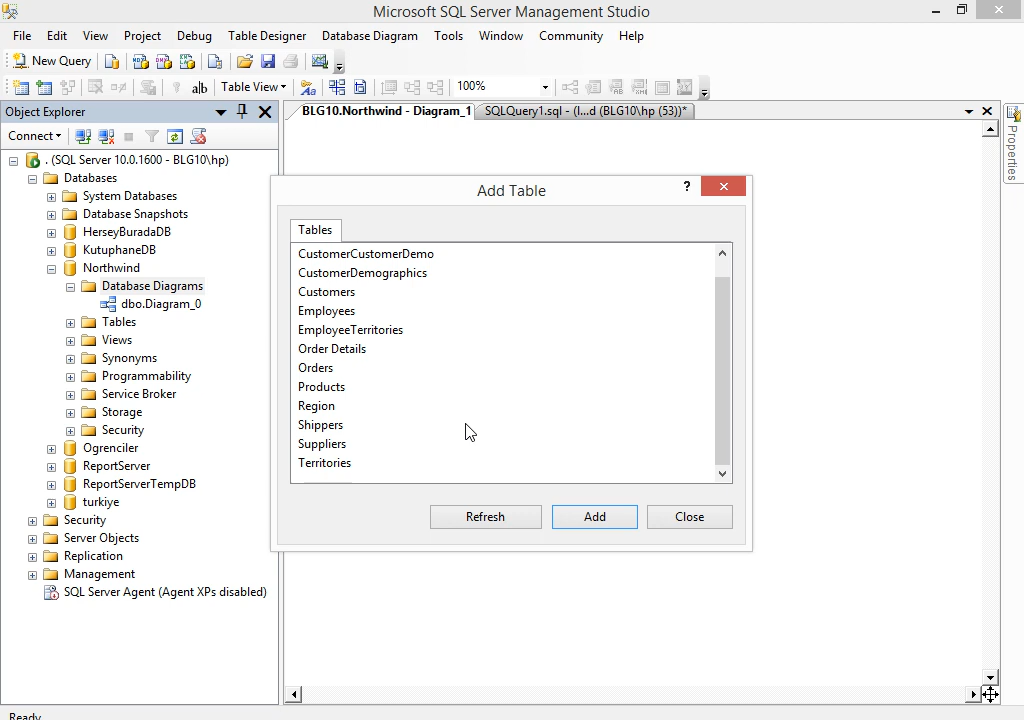 Microsoft SQL Server Management Studio
File Edit View Project Debug Table Designer Database Diagram Tools Window Community Help
New Query
a|b Table View 100%
Object Explorer
BLG10.Northwind - Diagram_1 SQLQuery1.sql - (l...d (BLG10\hp (53))*
Properties
Connect
. (SQL Server 10.0.1600 - BLG10\hp)
Databases
System Databases
Database Snapshots
HerseyBuradaDB
KutuphaneDB
Northwind
Database Diagrams
dbo.Diagram_0
Tables
Views
Synonyms
Programmability
Service Broker
Storage
Security
Ogrenciler
ReportServer
ReportServerTempDB
turkiye
Security
Server Objects
Replication
Management
SQL Server Agent (Agent XPs disabled)
Add Table
?
Tables
CustomerCustomerDemo
CustomerDemographics
Customers
Employees
EmployeeTerritories
Order Details
Orders
Products
Region
Shippers
Suppliers
Territories
Refresh Add Close
Ready